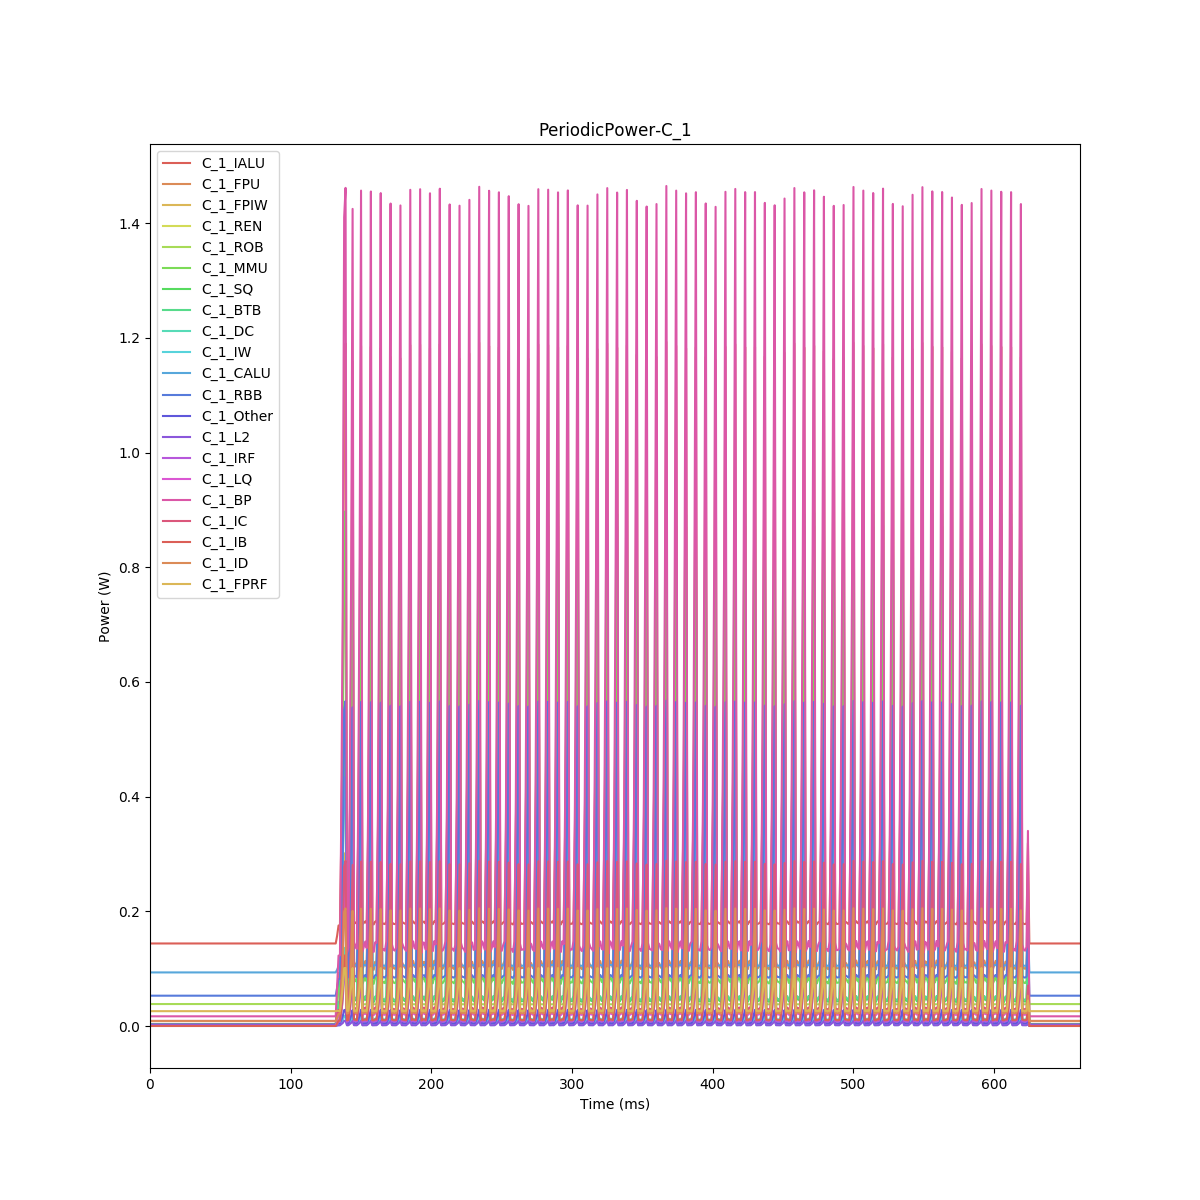 PeriodicPower-C_1
C_1_IALU
C_1_FPU
C_1_FPIW
C_1_REN
C_1_ROB
C_1_MMU
C_1_SQ
C_1_BTB
C_1_DC
C_1_IW
C_1_CALU
C_1_RBB
C_1_Other
C_1_L2
C_1_IRF
C_1_LQ
C_1_BP
C_1_IC
C_1_IB
C_1_ID
C_1_FPRF
Power (W)
1.4
1.2
1.0
0.8
0.6
0.4
0.2
0.0
0 100 200 300 400 500 600
Time (ms)